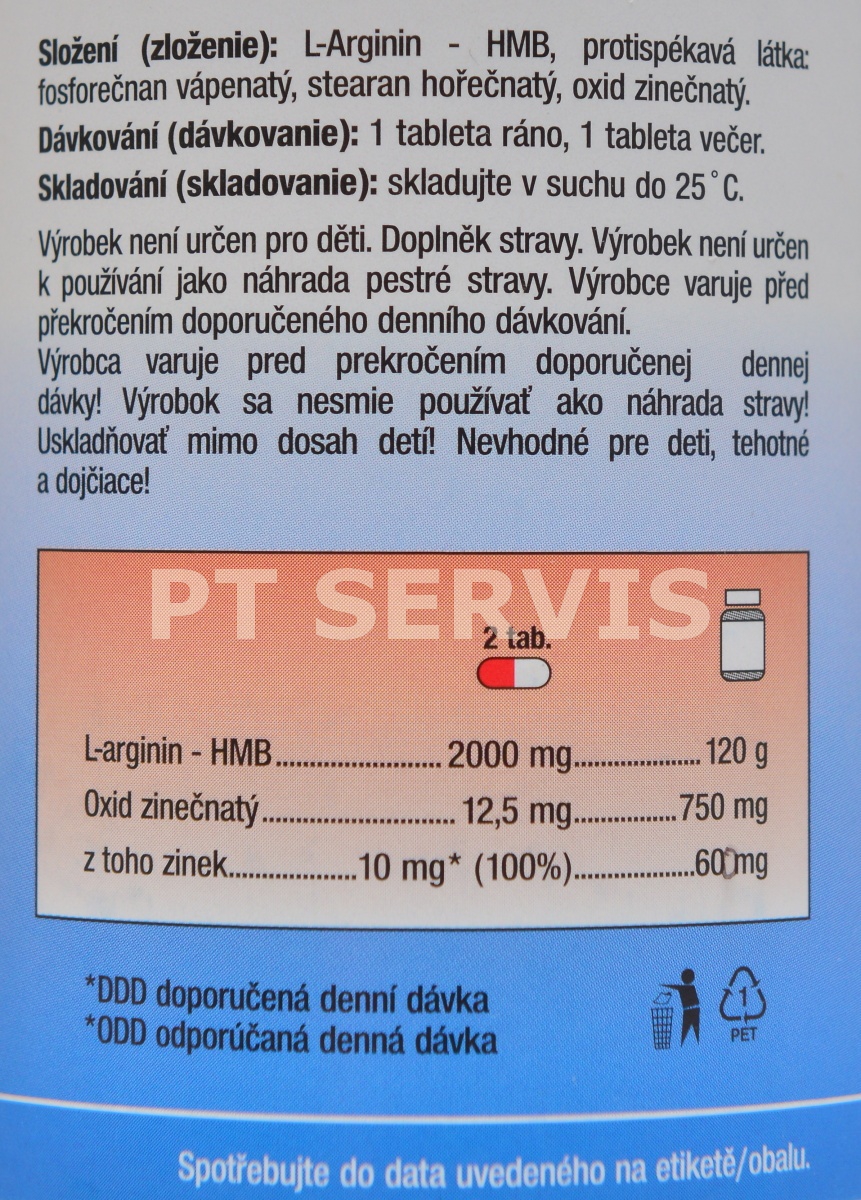 Složení (zloženie): L-Arginin - HMB, protispékavá látka:
fosforečnan vápenatý, stearan hořečnatý, oxid zinečnatý.
Dávkování (dávkovanie): 1 tableta ráno, 1 tableta večer.
Skladování (skladovanie): skladujte v suchu do 25°C.
Výrobek není určen pro děti. Doplněk stravy. Výrobek není určen
k používání jako náhrada pestré stravy. Výrobce varuje před
překročením doporučeného denního dávkování.
Výrobca varuje pred prekročením doporučenej dennej
dávky! Výrobok sa nesmie používať ako náhrada stravy!
Uskladňovať mimo dosah detí! Nevhodné pre deti, tehotné
a dojčiace!
PT SERVIS
2 tab.
L-arginin - HMB.......................... 2000 mg.................... 120 g
Oxid zinečnatý.............................. 12,5 mg................750 mg
z toho zinek...................10 mg* (100%)...................600mg
*DDD doporučená denní dávka
*ODD odporúčaná denná dávka
1
PET
Spotřebujte do data uvedeného na etiketě/obalu.